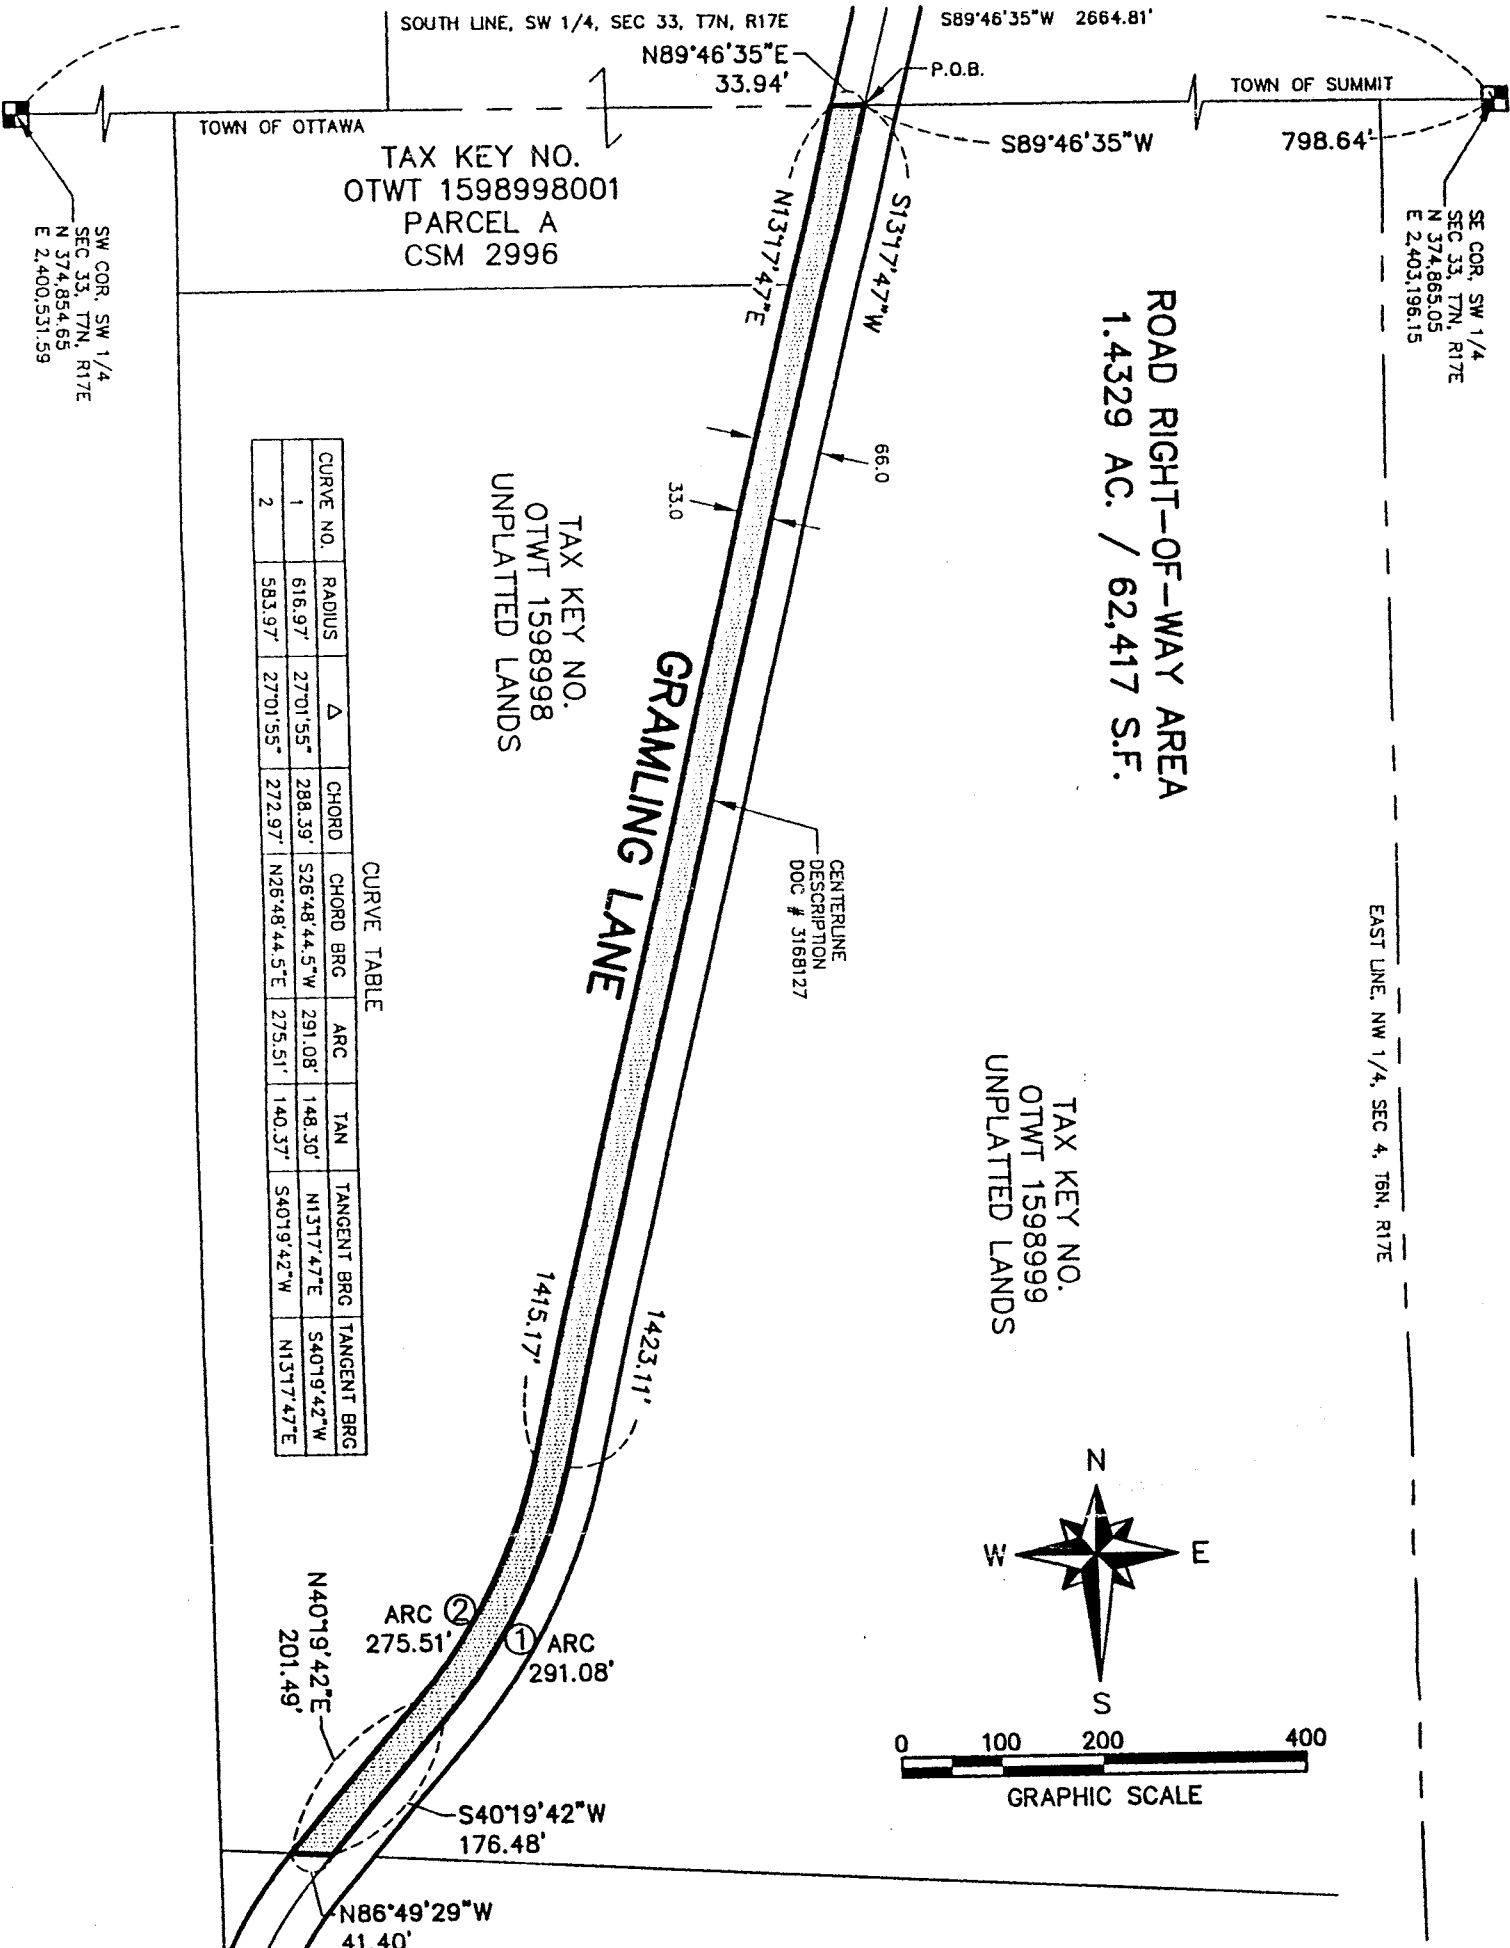 SOUTH LINE, SW 1/4, SEC 33, T7N, R17E
S89°46'35"W 2664.81'
N89°46'35"E
33.94'
P.O.B.
TOWN OF SUMMIT
TOWN OF OTTAWA
S89°46'35"W
798.64'
TAX KEY NO.
OTWT 1598998001
PARCEL A
CSM 2996
SW COR, SW 1/4
SEC 33, T7N, R17E
N 374,854.65
E 2,400,531.59
SE COR, SW 1/4
SEC 33, T7N, R17E
N 374,865.05
E 2,403,196.15
N13°17'47"E
S13°17'47"W
ROAD RIGHT-OF-WAY AREA
1.4329 AC. / 62,417 S.F.
66.0
33.0
TAX KEY NO.
OTWT 1598998
UNPLATTED LANDS
GRAMLING LANE
CENTERLINE
DESCRIPTION
DOC # 3168127
EAST LINE, NW 1/4, SEC 4, T6N, R17E
TAX KEY NO.
OTWT 1598999
UNPLATTED LANDS
CURVE TABLE
CURVE NO. RADIUS Δ CHORD CHORD BRG ARC TAN TANGENT BRG TANGENT BRG
1 616.97' 27°01'55" 288.39' S26°48'44.5"W 291.08' 148.30' N13°17'47"E S40°19'42"W
2 583.97' 27°01'55" 272.97' N26°48'44.5"E 275.51' 140.37' S40°19'42"W N13°17'47"E
1415.17'
1423.11'
N
W E
S
ARC 2
275.51'
1 ARC
291.08'
N40°19'42"E
201.49'
0 100 200 400
GRAPHIC SCALE
S40°19'42"W
176.48'
N86°49'29"W
41.40'